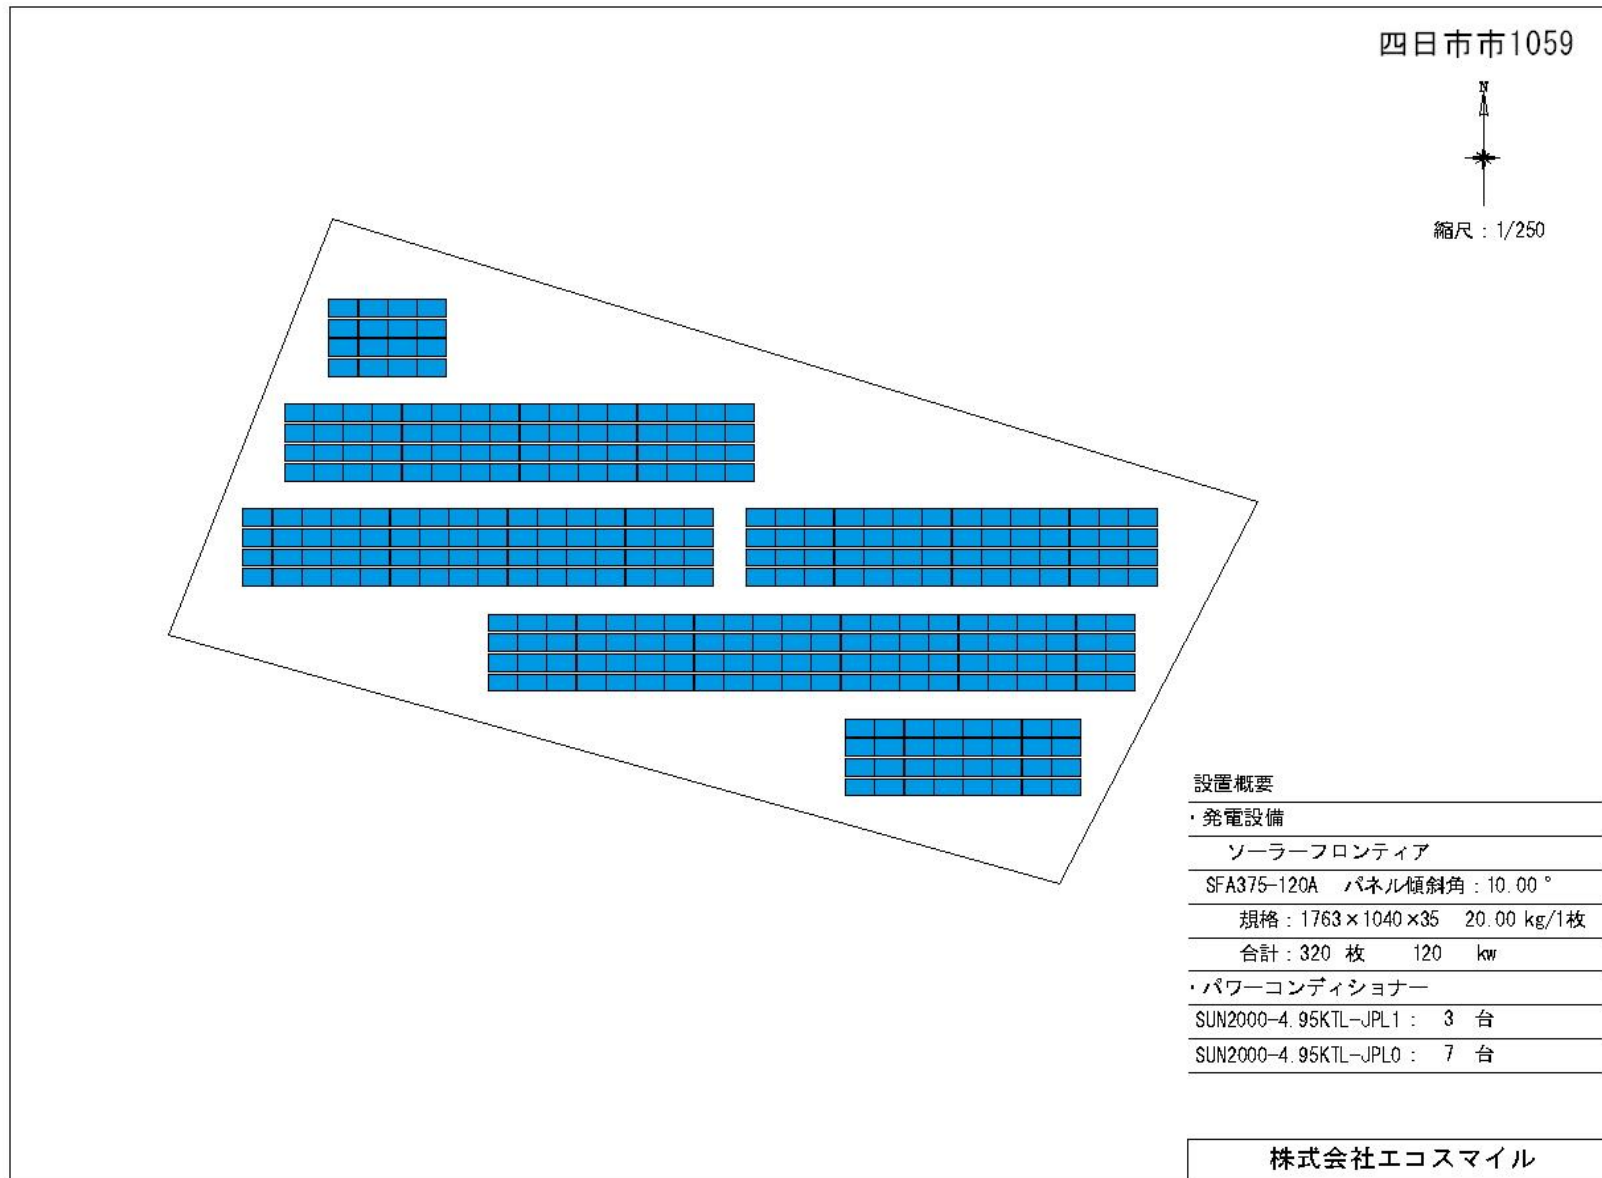 四日市市1059
N
縮尺：1/250
設置概要
・発電設備
ソーラーフロンティア
SFA375-120A パネル傾斜角：10.00°
規格：1763×1040×35 20.00 kg/1枚
合計：320 枚 120 kw
・パワーコンディショナー
SUN2000-4.95KTL-JPL1： 3 台
SUN2000-4.95KTL-JPL0： 7 台
株式会社エコスマイル